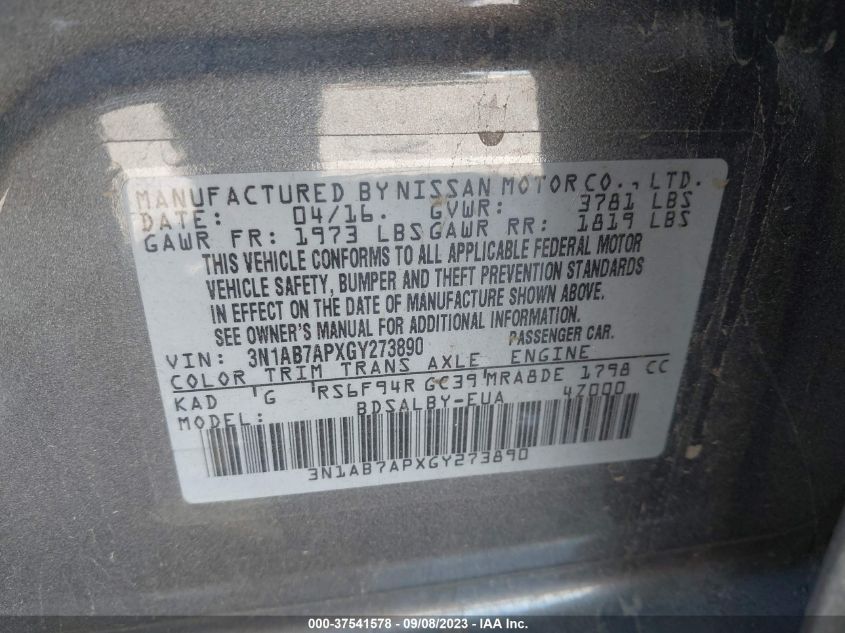 MANUFACTURED BY NISSAN MOTOR CO., LTD.
DATE: 04/16. GVWR: 3781 LBS
GAWR FR: 1973 LBS GAWR RR: 1819 LBS
THIS VEHICLE CONFORMS TO ALL APPLICABLE FEDERAL MOTOR
VEHICLE SAFETY, BUMPER AND THEFT PREVENTION STANDARDS
IN EFFECT ON THE DATE OF MANUFACTURE SHOWN ABOVE.
SEE OWNER'S MANUAL FOR ADDITIONAL INFORMATION.
VIN: 3N1AB7APXGY273890 PASSENGER CAR.
COLOR TRIM TRANS AXLE ENGINE
KAD G RS6F94R GC39 MRA8DE 1798 CC
MODEL: BDSALBY-EUA 47000
3N1AB7APXGY273890
000-37541578 - 09/08/2023 - IAA Inc.